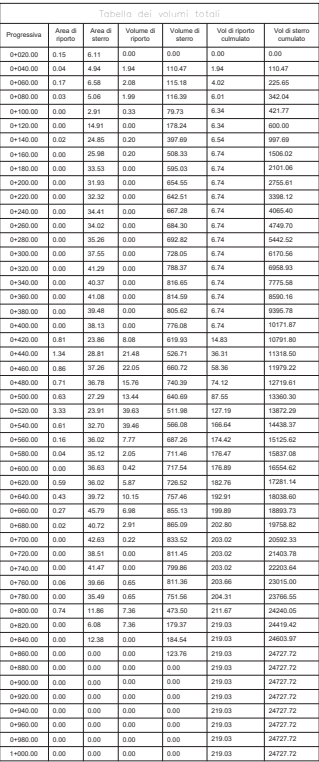 Tabella dei volumi totali
Progressiva Area di riporto Area di sterro Volume di riporto Volume di sterro Vol di riporto culmulato Vol di sterro cumulato
0+020.00 0.15 6.11 0.00 0.00 0.00 0.00
0+040.00 0.04 4.94 1.94 110.47 1.94 110.47
0+060.00 0.17 6.58 2.08 115.18 4.02 225.65
0+080.00 0.03 5.06 1.99 116.39 6.01 342.04
0+100.00 0.00 2.91 0.33 79.73 6.34 421.77
0+120.00 0.00 14.91 0.00 178.24 6.34 600.00
0+140.00 0.02 24.85 0.20 397.69 6.54 997.69
0+160.00 0.00 25.98 0.20 508.33 6.74 1506.02
0+180.00 0.00 33.53 0.00 595.03 6.74 2101.06
0+200.00 0.00 31.93 0.00 654.55 6.74 2755.61
0+220.00 0.00 32.32 0.00 642.51 6.74 3398.12
0+240.00 0.00 34.41 0.00 667.28 6.74 4065.40
0+260.00 0.00 34.02 0.00 684.30 6.74 4749.70
0+280.00 0.00 35.26 0.00 692.82 6.74 5442.52
0+300.00 0.00 37.55 0.00 728.05 6.74 6170.56
0+320.00 0.00 41.29 0.00 788.37 6.74 6958.93
0+340.00 0.00 40.37 0.00 816.65 6.74 7775.58
0+360.00 0.00 41.08 0.00 814.59 6.74 8590.16
0+380.00 0.00 39.48 0.00 805.62 6.74 9395.78
0+400.00 0.00 38.13 0.00 776.08 6.74 10171.87
0+420.00 0.81 23.86 8.08 619.93 14.83 10791.80
0+440.00 1.34 28.81 21.48 526.71 36.31 11318.50
0+460.00 0.86 37.26 22.05 660.72 58.36 11979.22
0+480.00 0.71 36.78 15.76 740.39 74.12 12719.61
0+500.00 0.63 27.29 13.44 640.69 87.55 13360.30
0+520.00 3.33 23.91 39.63 511.98 127.19 13872.29
0+540.00 0.61 32.70 39.46 566.08 166.64 14438.37
0+560.00 0.16 36.02 7.77 687.26 174.42 15125.62
0+580.00 0.04 35.12 2.05 711.46 176.47 15837.08
0+600.00 0.00 36.63 0.42 717.54 176.89 16554.62
0+620.00 0.59 36.02 5.87 726.52 182.76 17281.14
0+640.00 0.43 39.72 10.15 757.46 192.91 18038.60
0+660.00 0.27 45.79 6.98 855.13 199.89 18893.73
0+680.00 0.02 40.72 2.91 865.09 202.80 19758.82
0+700.00 0.00 42.63 0.22 833.52 203.02 20592.33
0+720.00 0.00 38.51 0.00 811.45 203.02 21403.78
0+740.00 0.00 41.47 0.00 799.86 203.02 22203.64
0+760.00 0.06 39.66 0.65 811.36 203.66 23015.00
0+780.00 0.00 35.49 0.65 751.56 204.31 23766.55
0+800.00 0.74 11.86 7.36 473.50 211.67 24240.05
0+820.00 0.00 6.08 7.36 179.37 219.03 24419.42
0+840.00 0.00 12.38 0.00 184.54 219.03 24603.97
0+860.00 0.00 0.00 0.00 123.76 219.03 24727.72
0+880.00 0.00 0.00 0.00 0.00 219.03 24727.72
0+900.00 0.00 0.00 0.00 0.00 219.03 24727.72
0+920.00 0.00 0.00 0.00 0.00 219.03 24727.72
0+940.00 0.00 0.00 0.00 0.00 219.03 24727.72
0+960.00 0.00 0.00 0.00 0.00 219.03 24727.72
0+980.00 0.00 0.00 0.00 0.00 219.03 24727.72
1+000.00 0.00 0.00 0.00 0.00 219.03 24727.72